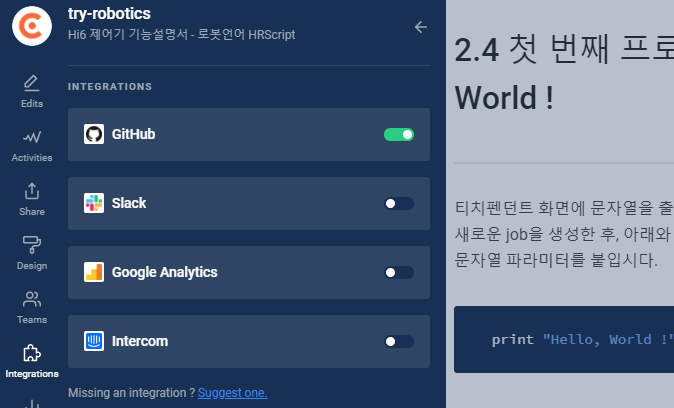 try-robotics
Hi6 제어기 기능설명서 - 로봇언어 HRScript
Edits
Activities
Share
Design
Teams
Integrations
INTEGRATIONS
GitHub
Slack
Google Analytics
Intercom
Missing an integration ? Suggest one.
2.4 첫 번째 프로
World !
티치펜던트 화면에 문자열을 출
새로운 job을 생성한 후, 아래와
문자열 파라미터를 붙입시다.
print "Hello, World !"